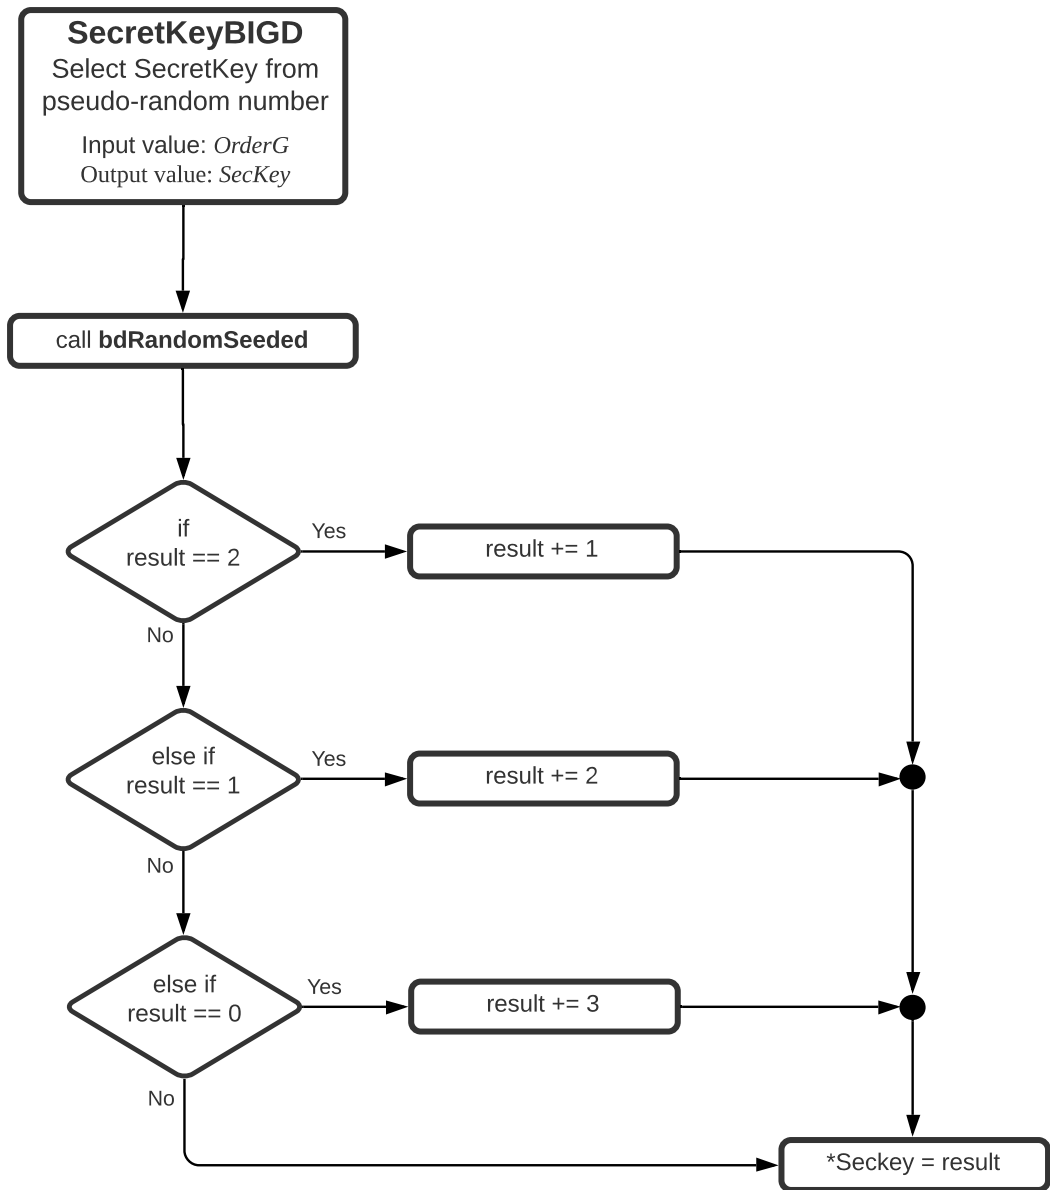 SecretKeyBIGD
Select SecretKey from
pseudo-random number
Input value: OrderG
Output value: SecKey
call bdRandomSeeded
if
result == 2
Yes
result += 1
No
else if
result == 1
Yes
result += 2
No
else if
result == 0
Yes
result += 3
No
*Seckey = result